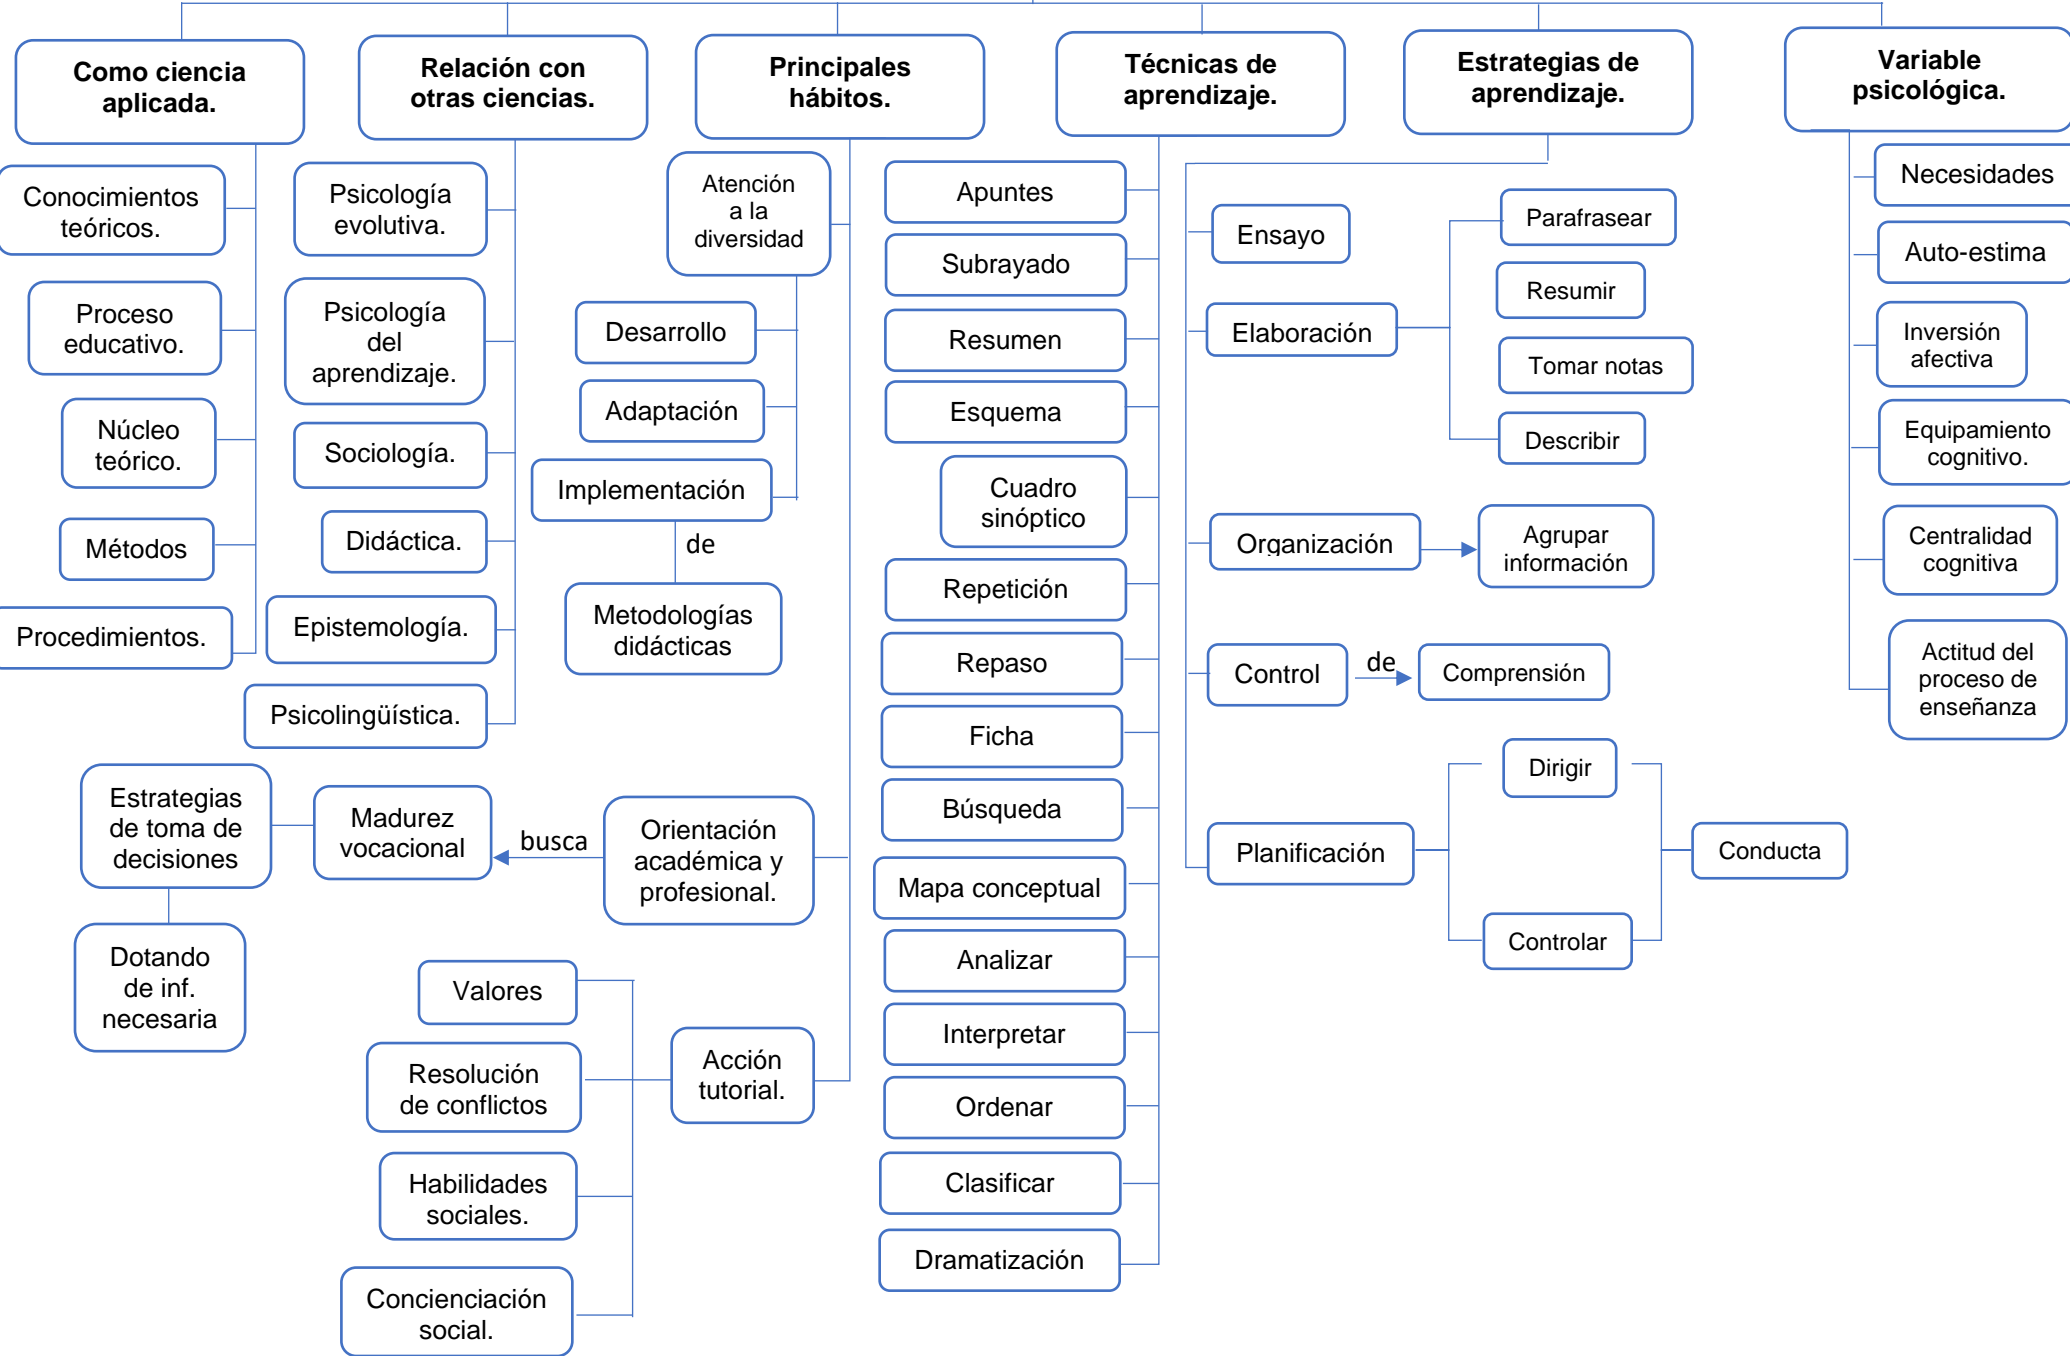 Como ciencia
aplicada.
Conocimientos
teóricos.
Proceso
educativo.
Núcleo
teórico.
Métodos
Procedimientos.
Relación con
otras ciencias.
Psicología
evolutiva.
Psicología
del
aprendizaje.
Sociología.
Didáctica.
Epistemología.
Psicolingüística.
Principales
hábitos.
Atención
a la
diversidad
Desarrollo
Adaptación
Implementación
de
Metodologías
didácticas
Orientación
académica y
profesional.
busca
Madurez
vocacional
Estrategias
de toma de
decisiones
Dotando
de inf.
necesaria
Acción
tutorial.
Valores
Resolución
de conflictos
Habilidades
sociales.
Concienciación
social.
Técnicas de
aprendizaje.
Apuntes
Subrayado
Resumen
Esquema
Cuadro
sinóptico
Repetición
Repaso
Ficha
Búsqueda
Mapa conceptual
Analizar
Interpretar
Ordenar
Clasificar
Dramatización
Estrategias de
aprendizaje.
Ensayo
Elaboración
Parafrasear
Resumir
Tomar notas
Describir
Organización
Agrupar
información
Control
de
Comprensión
Planificación
Dirigir
Controlar
Conducta
Variable
psicológica.
Necesidades
Auto-estima
Inversión
afectiva
Equipamiento
cognitivo.
Centralidad
cognitiva
Actitud del
proceso de
enseñanza